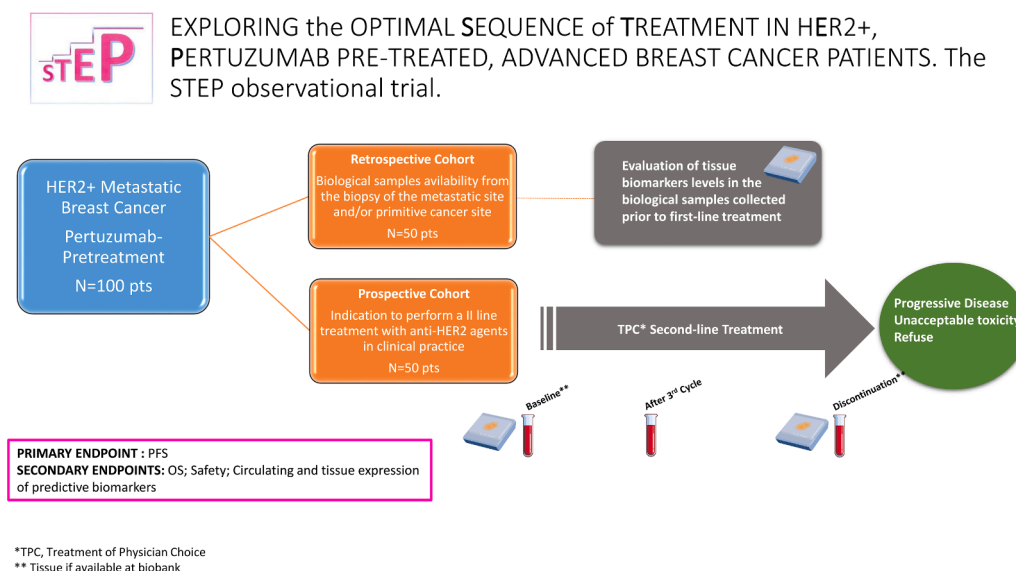 STEP
EXPLORING the OPTIMAL SEQUENCE of TREATMENT IN HER2+,
PERTUZUMAB PRE-TREATED, ADVANCED BREAST CANCER PATIENTS. The
STEP observational trial.
HER2+ Metastatic
Breast Cancer
Pertuzumab-
Pretreatment
N=100 pts
Retrospective Cohort
Biological samples avilability from
the biopsy of the metastatic site
and/or primitive cancer site
N=50 pts
Evaluation of tissue
biomarkers levels in the
biological samples collected
prior to first-line treatment
Prospective Cohort
Indication to perform a II line
treatment with anti-HER2 agents
in clinical practice
N=50 pts
TPC* Second-line Treatment
Progressive Disease
Unacceptable toxicity
Refuse
Baseline**
After 3rd Cycle
Discontinuation**
PRIMARY ENDPOINT : PFS
SECONDARY ENDPOINTS: OS; Safety; Circulating and tissue expression
of predictive biomarkers
*TPC, Treatment of Physician Choice
** Tissue if available at biobank